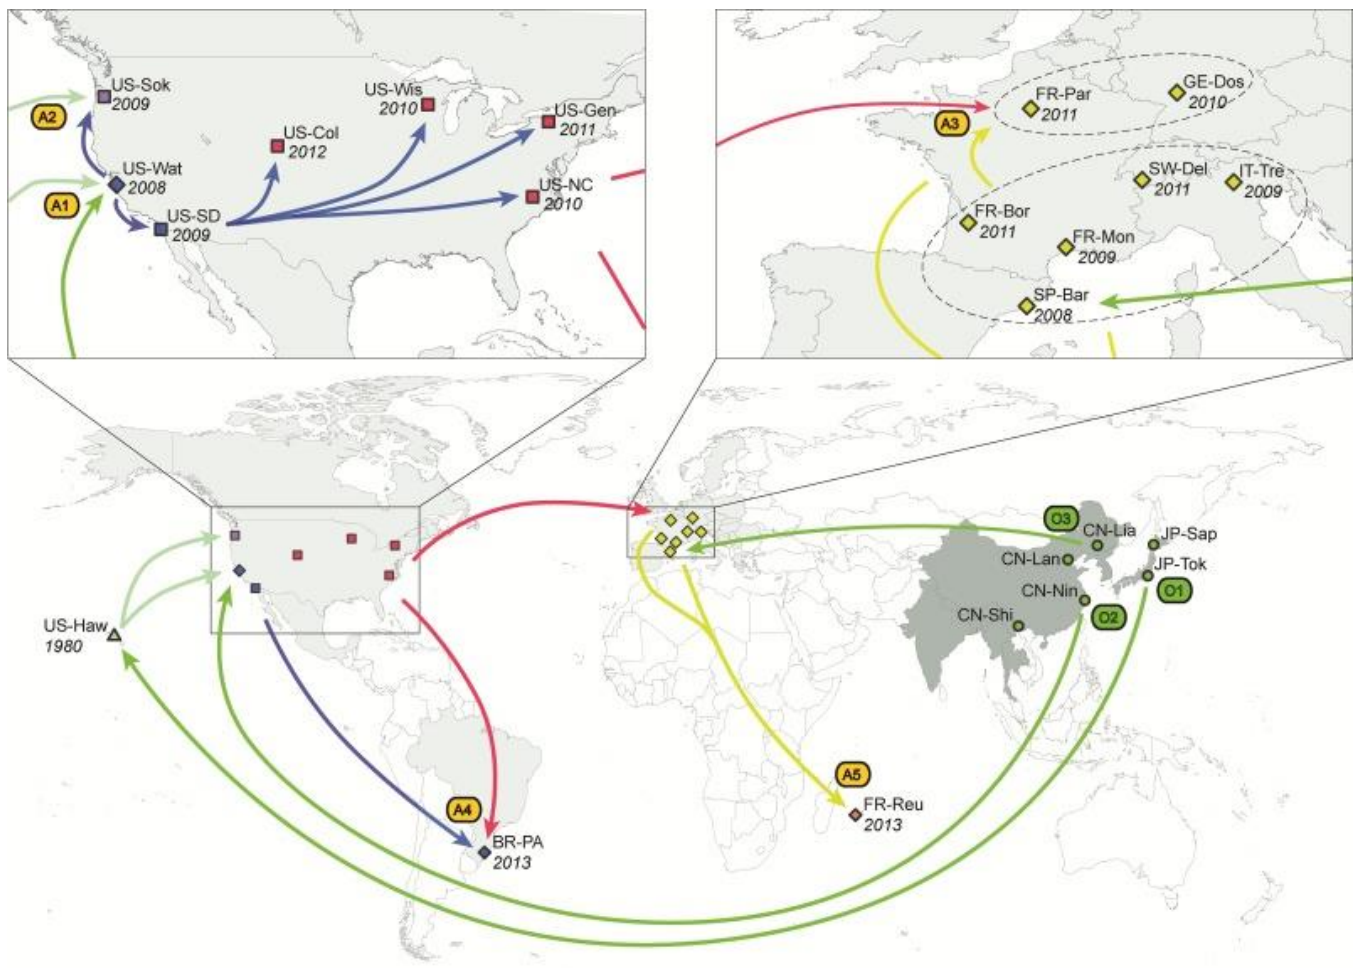 US-Sok
2009
A2
US-Wis
2010
US-Gen
2011
US-Col
2012
US-Wat
2008
A1
US-NC
2010
US-SD
2009
GE-Dos
2010
FR-Par
2011
A3
SW-Del
2011
IT-Tre
2009
FR-Bor
2011
FR-Mon
2009
SP-Bar
2008
O3
CN-Lia
JP-Sap
CN-Lan
JP-Tok
O1
CN-Nin
O2
CN-Shi
US-Haw
1980
A5
FR-Reu
2013
A4
BR-PA
2013